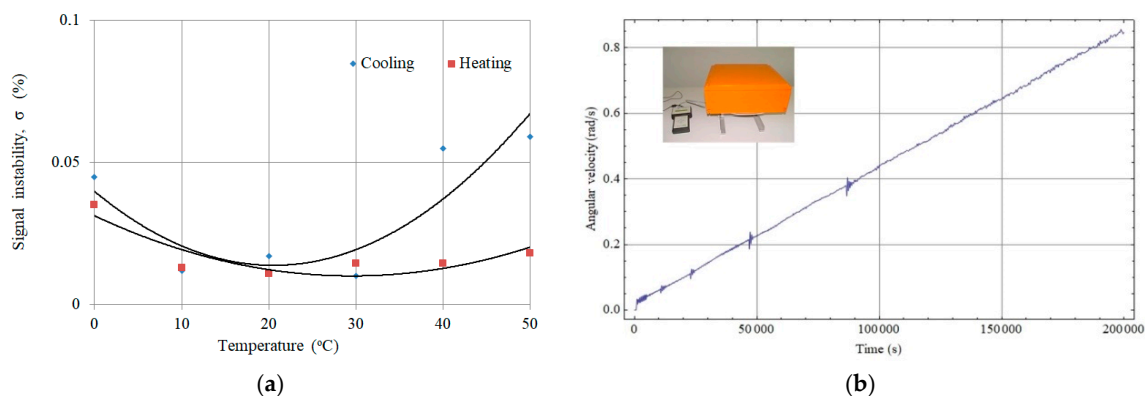 0.1
Cooling
Heating
0.05
0
Signal instability, σ (%)
0 10 20 30 40 50
Temperature (°C)
(a)
0.8
0.6
0.4
0.2
0.0
Angular velocity (rad/s)
0 50 000 100 000 150 000 200 000
Time (s)
(b)